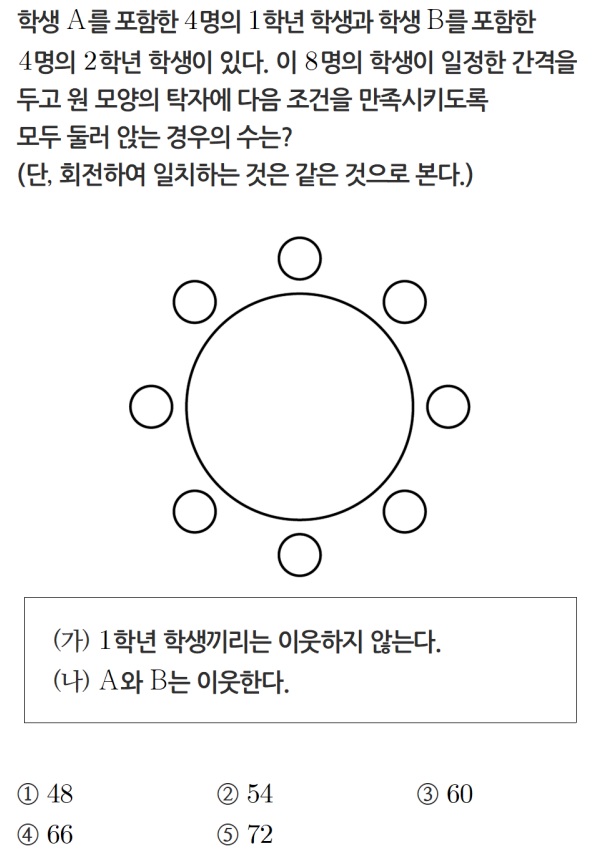 학생 A를 포함한 4명의 1학년 학생과 학생 B를 포함한
4명의 2학년 학생이 있다. 이 8명의 학생이 일정한 간격을
두고 원 모양의 탁자에 다음 조건을 만족시키도록
모두 둘러 앉는 경우의 수는?
(단, 회전하여 일치하는 것은 같은 것으로 본다.)
(가) 1학년 학생끼리는 이웃하지 않는다.
(나) A와 B는 이웃한다.
① 48 ② 54 ③ 60
④ 66 ⑤ 72